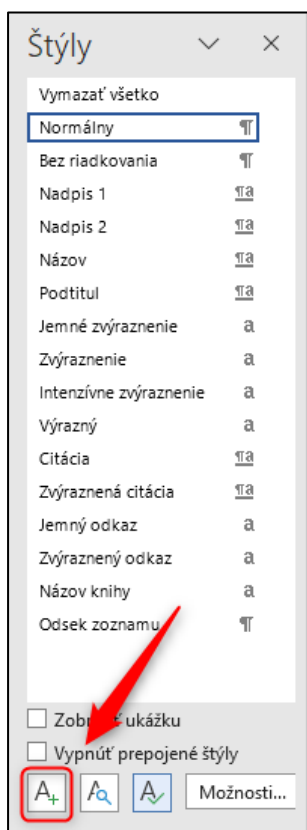 Štýly
Vymazať všetko
Normálny ¶
Bez riadkovania ¶
Nadpis 1 ¶a
Nadpis 2 ¶a
Názov ¶a
Podtitul ¶a
Jemné zvýraznenie a
Zvýraznenie a
Intenzívne zvýraznenie a
Výrazný a
Citácia ¶a
Zvýraznená citácia ¶a
Jemný odkaz a
Zvýraznený odkaz a
Názov knihy a
Odsek zoznamu ¶
ukážku
Vypnúť prepojené štýly
Možnosti...